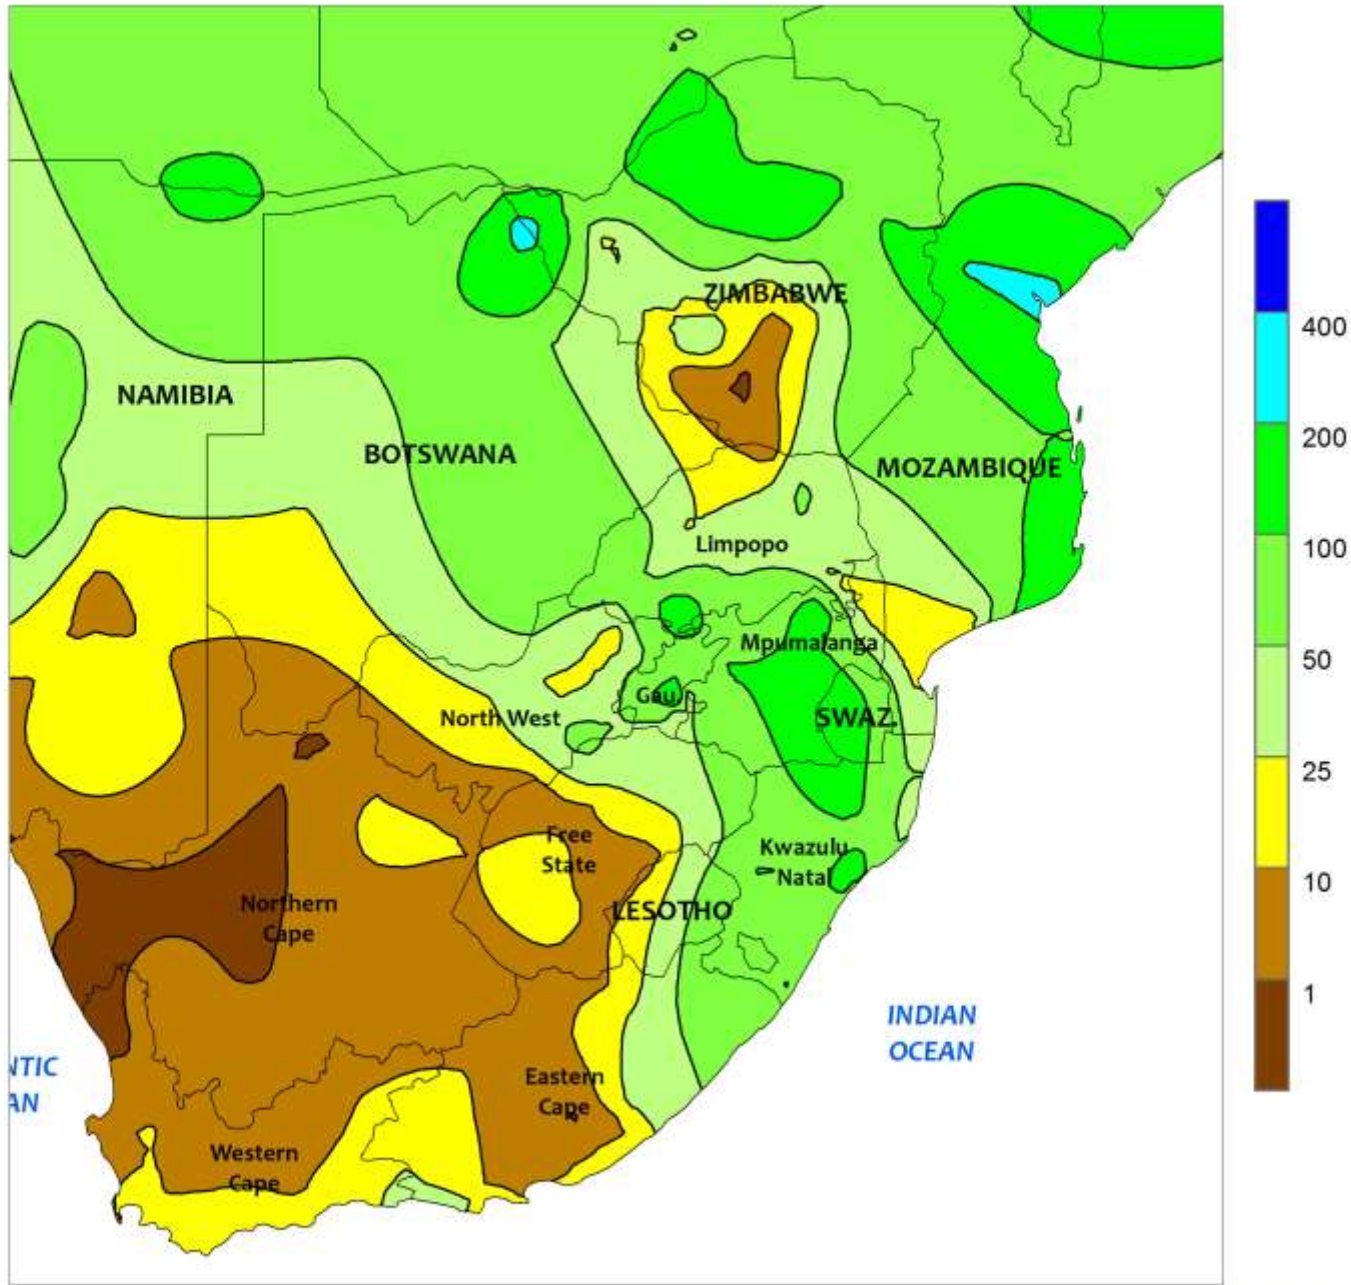 ZIMBABWE
NAMIBIA
BOTSWANA
MOZAMBIQUE
Limpopo
Mpumalanga
Gau.
North West
SWAZ.
Free
State
Kwazulu
Natal
Northern
Cape
LESOTHO
INDIAN
OCEAN
NTIC
AN
Eastern
Cape
Western
Cape
400
200
100
50
25
10
1